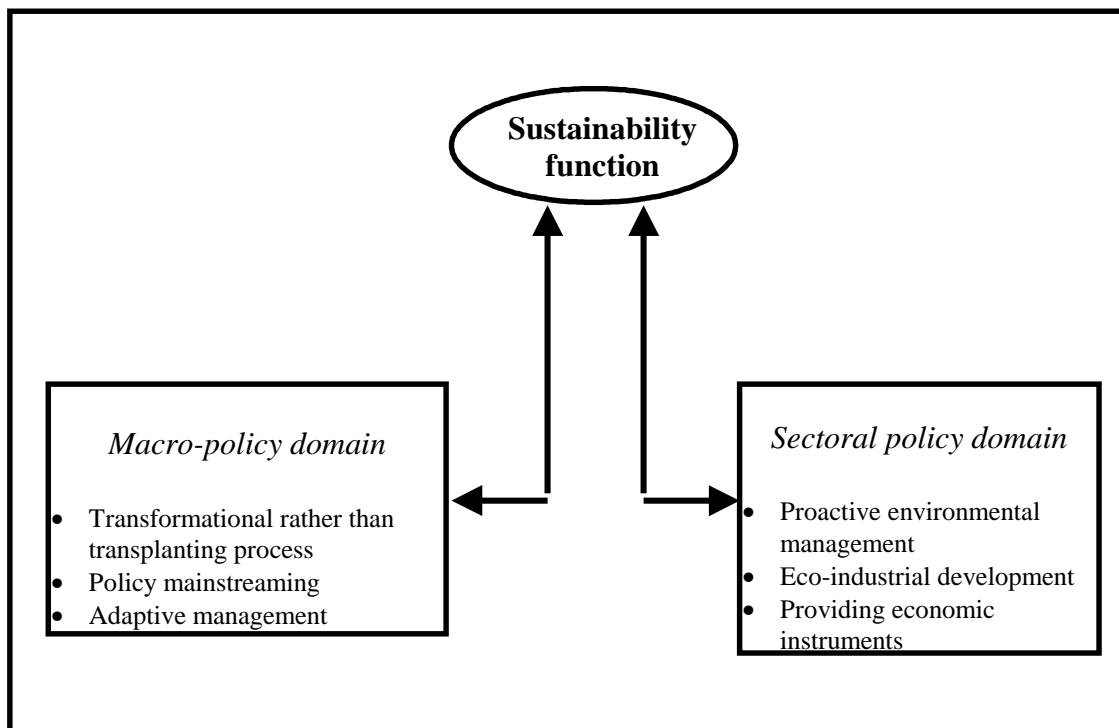 Sustainability
function
Macro-policy domain
• Transformational rather than
transplanting process
• Policy mainstreaming
• Adaptive management
Sectoral policy domain
• Proactive environmental
management
• Eco-industrial development
• Providing economic
instruments